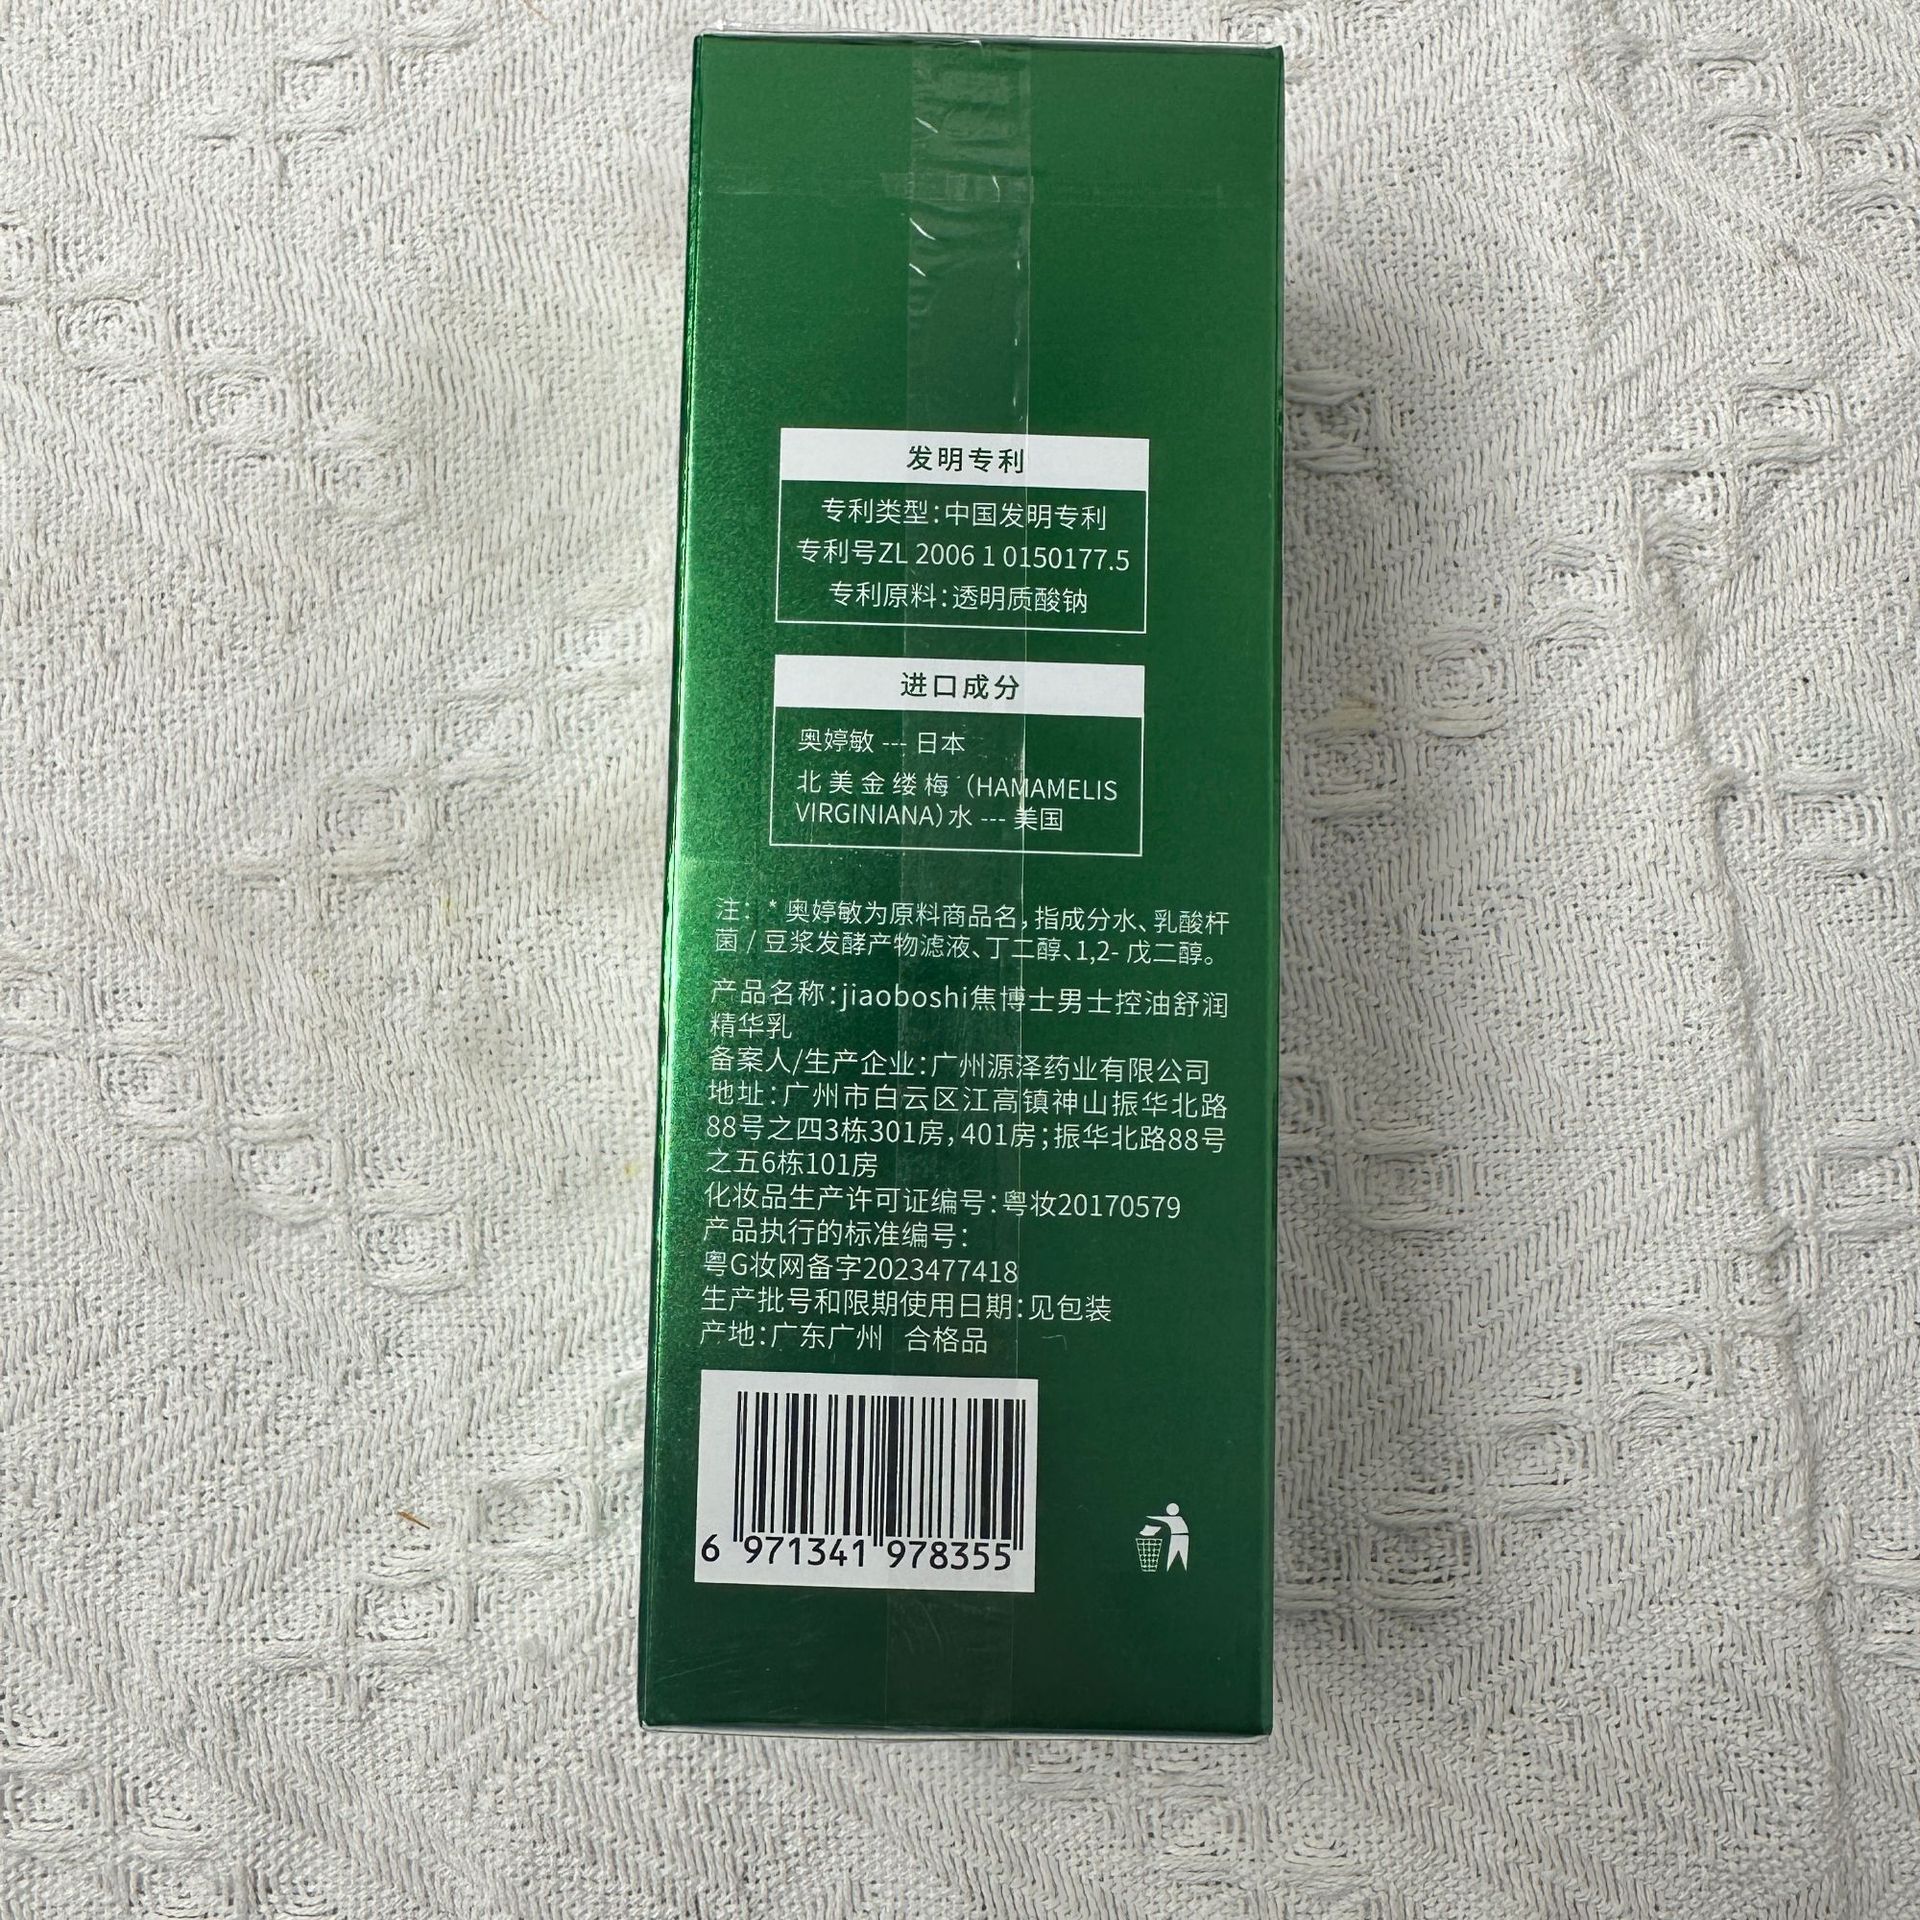 发明专利
专利类型：中国发明专利
专利号ZL 2006 1 0150177.5
专利原料：透明质酸钠
进口成分
奥婷敏 --- 日本
北美金缕梅（HAMAMELIS
VIRGINIANA）水 --- 美国
注：* 奥婷敏为原料商品名，指成分水、乳酸杆
菌 / 豆浆发酵产物滤液、丁二醇、1,2- 戊二醇。
产品名称：jiaoboshi焦博士男士控油舒润
精华乳
备案人/生产企业：广州源泽药业有限公司
地址：广州市白云区江高镇神山振华北路
88号之四3栋301房，401房；振华北路88号
之五6栋101房
化妆品生产许可证编号：粤妆20170579
产品执行的标准编号：
粤G妆网备字2023477418
生产批号和限期使用日期：见包装
产地：广东广州 合格品
6 971341 978355